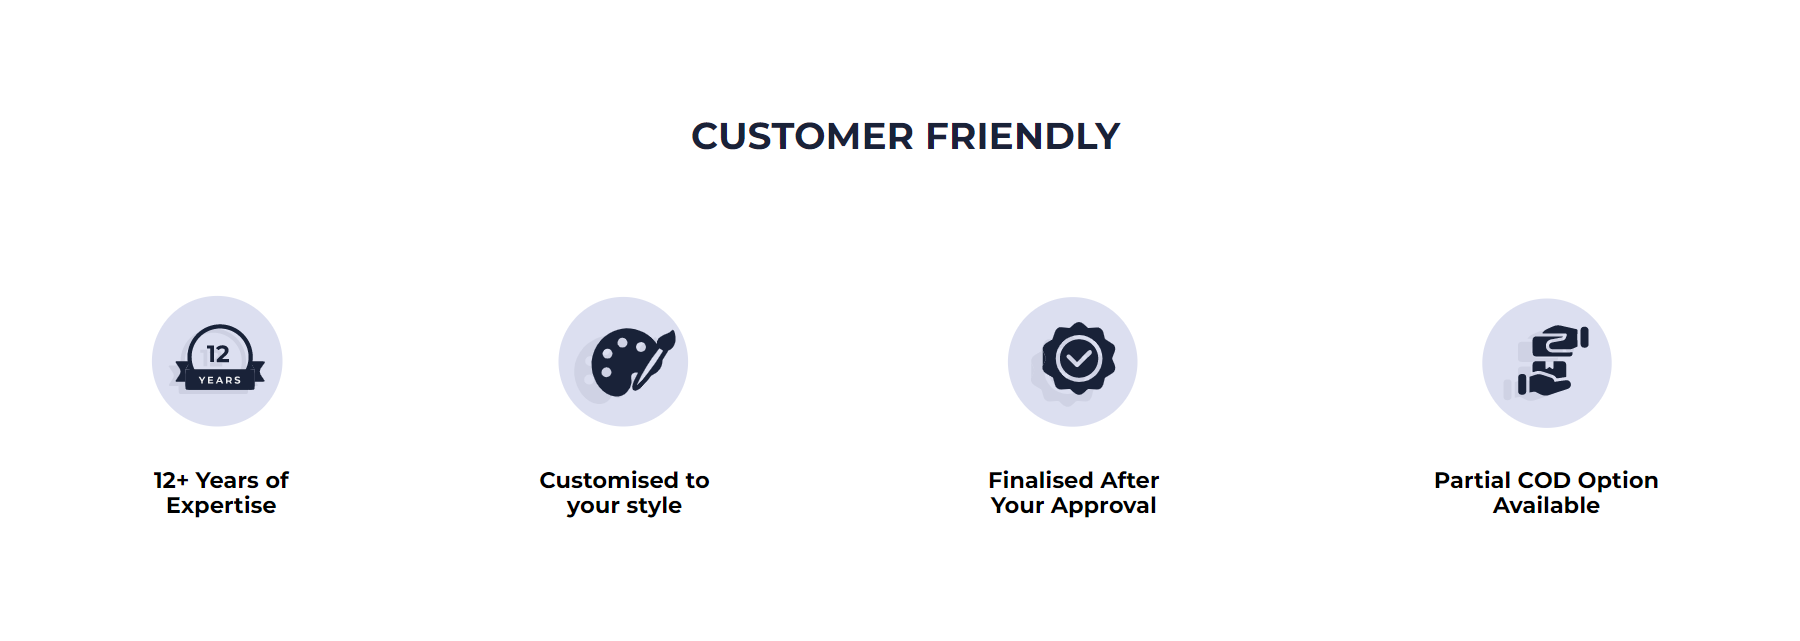 CUSTOMER FRIENDLY
12
YEARS
12+ Years of
Expertise
Customised to
your style
Finalised After
Your Approval
Partial COD Option
Available